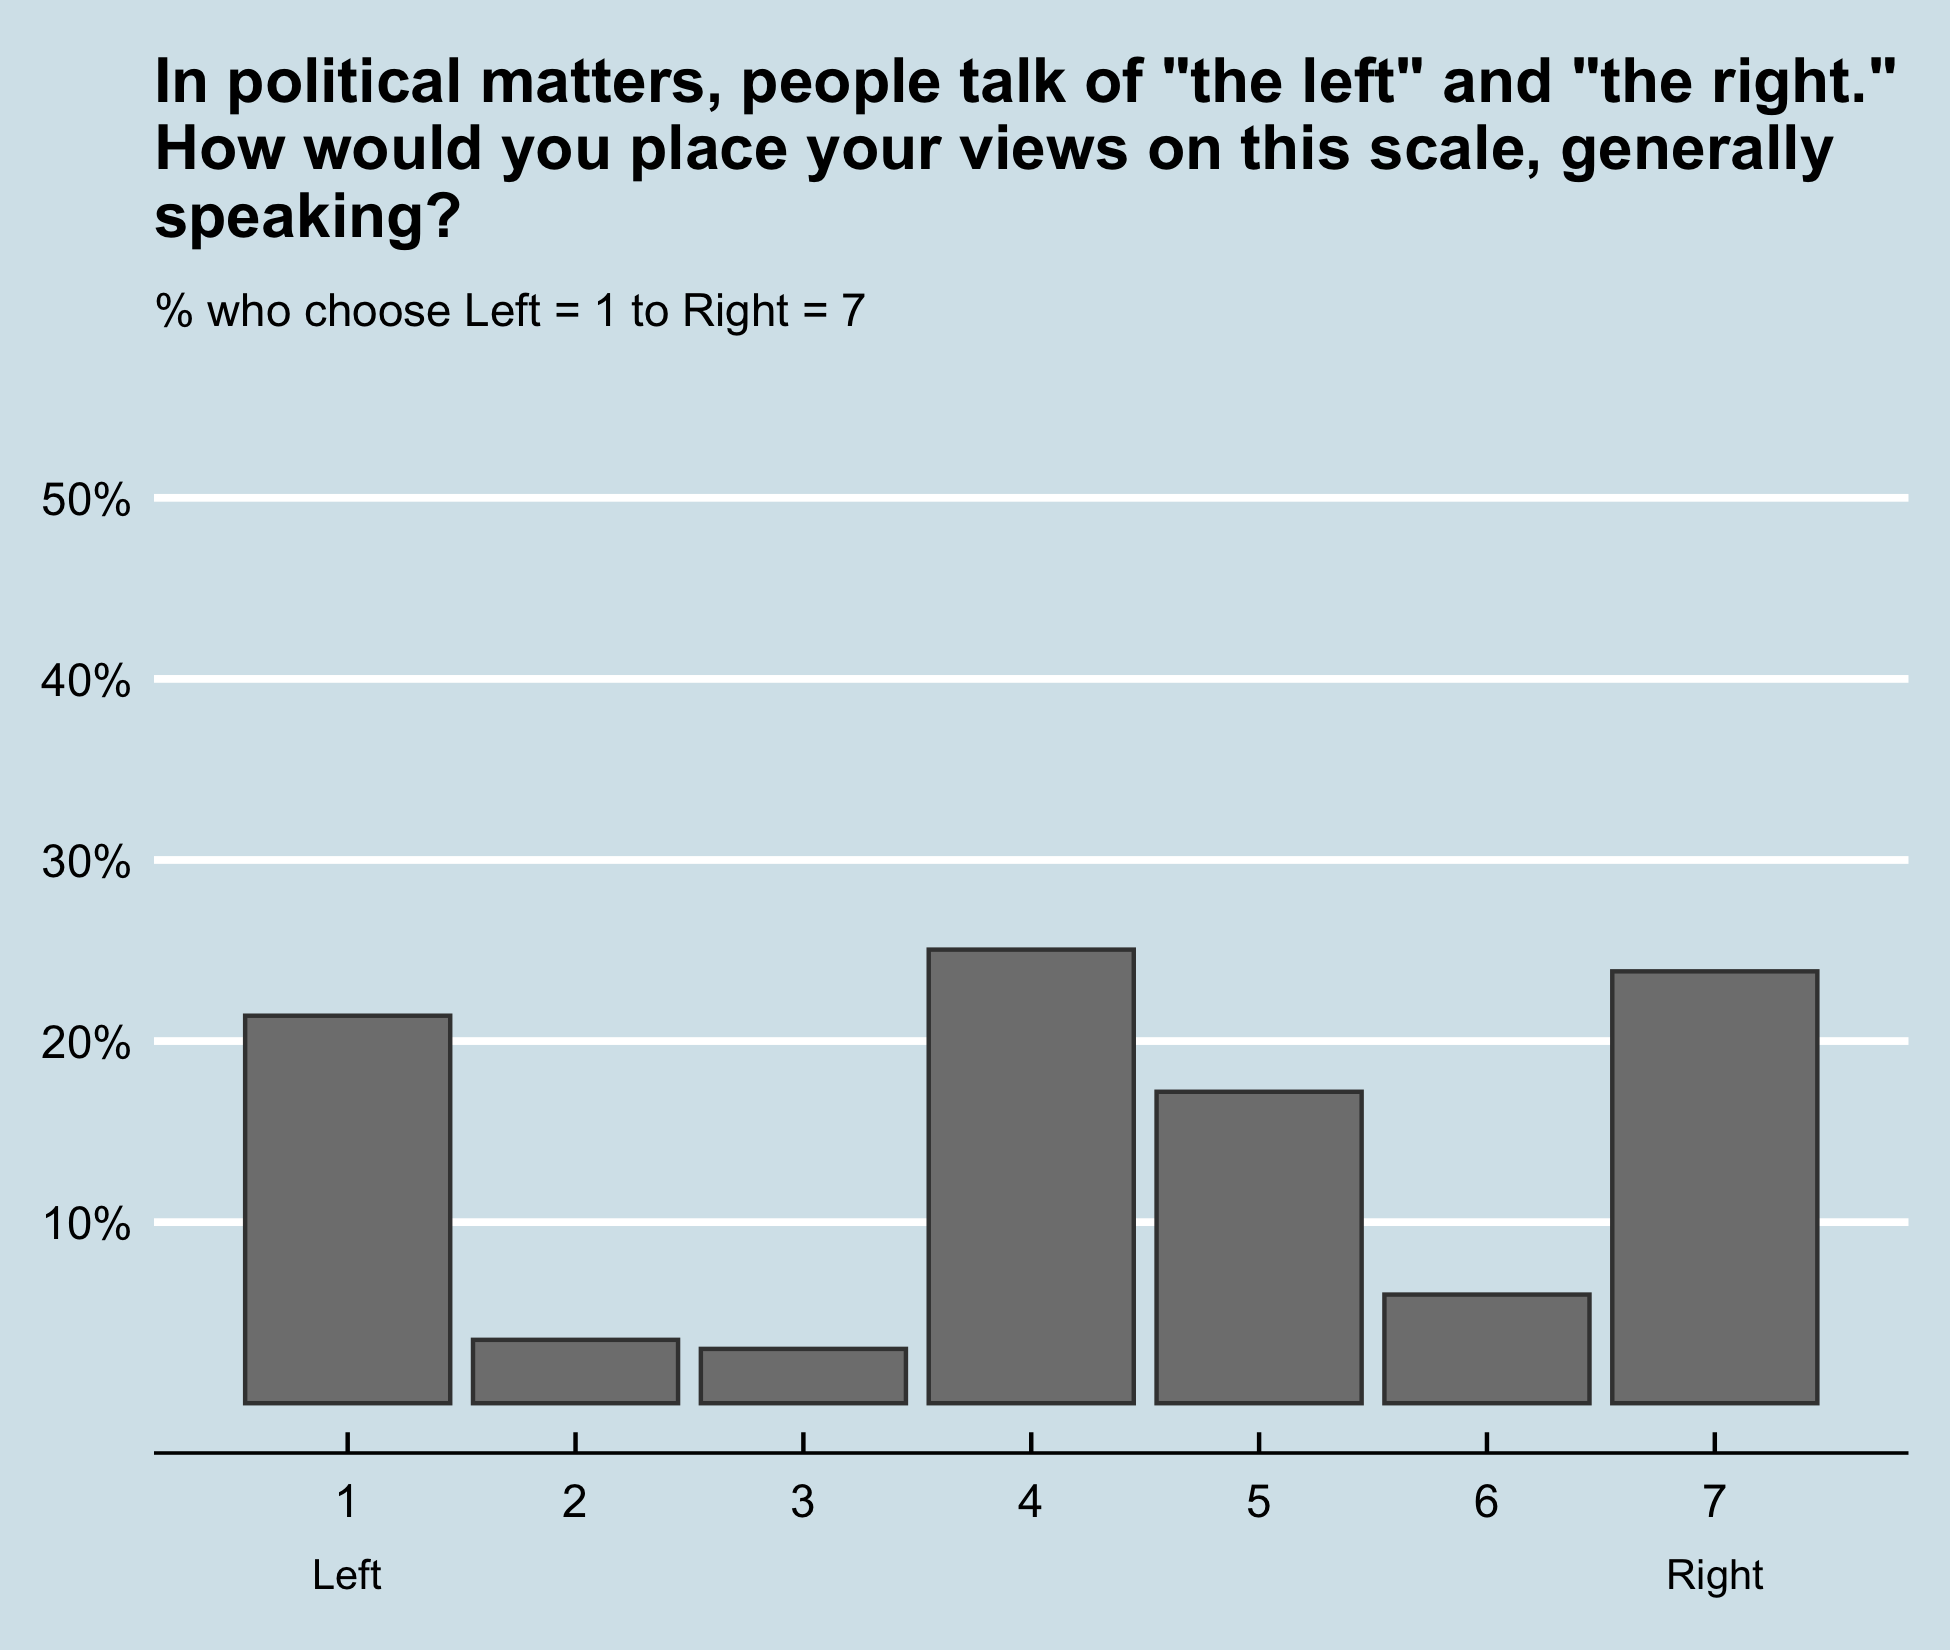 In political matters, people talk of "the left" and "the right."
How would you place your views on this scale, generally
speaking?
% who choose Left = 1 to Right = 7
50%
40%
30%
20%
10%
1 2 3 4 5 6 7
Left Right